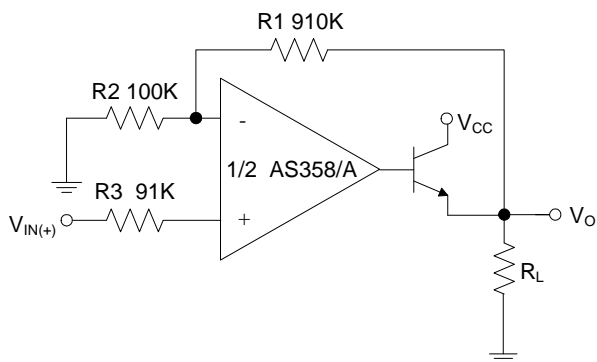 R1 910K
R2 100K
-
VCC
1/2 AS358/A
R3 91K
VIN(+)
+
VO
RL